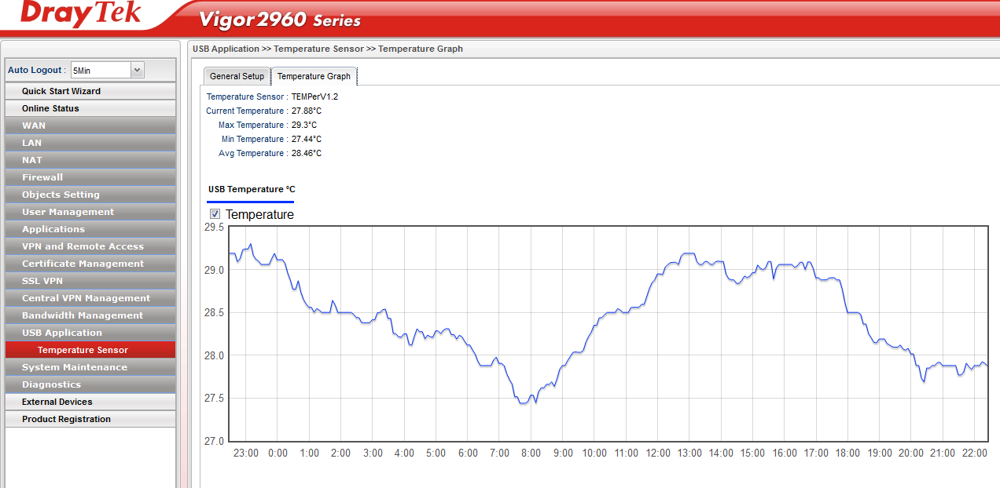 DrayTek
Vigor2960 Series
USB Application >> Temperature Sensor >> Temperature Graph
Auto Logout : 5Min
Quick Start Wizard
Online Status
WAN
LAN
NAT
Firewall
Objects Setting
User Management
Applications
VPN and Remote Access
Certificate Management
SSL VPN
Central VPN Management
Bandwidth Management
USB Application
Temperature Sensor
System Maintenance
Diagnostics
External Devices
Product Registration
General Setup Temperature Graph
Temperature Sensor : TEMPerV1.2
Current Temperature : 27.88°C
Max Temperature : 29.3°C
Min Temperature : 27.44°C
Avg Temperature : 28.46°C
USB Temperature °C
Temperature
29.5
29.0
28.5
28.0
27.5
27.0
23:00 0:00 1:00 2:00 3:00 4:00 5:00 6:00 7:00 8:00 9:00 10:00 11:00 12:00 13:00 14:00 15:00 16:00 17:00 18:00 19:00 20:00 21:00 22:00